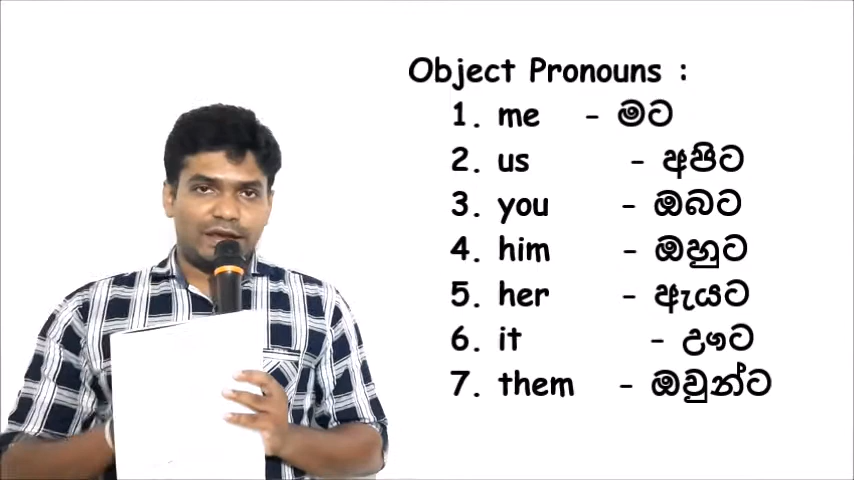 Object Pronouns :
1. me - මට
2. us - අපිට
3. you - ඔබට
4. him - ඔහුට
5. her - ඇයට
6. it - ඌට
7. them - ඔවුන්ට